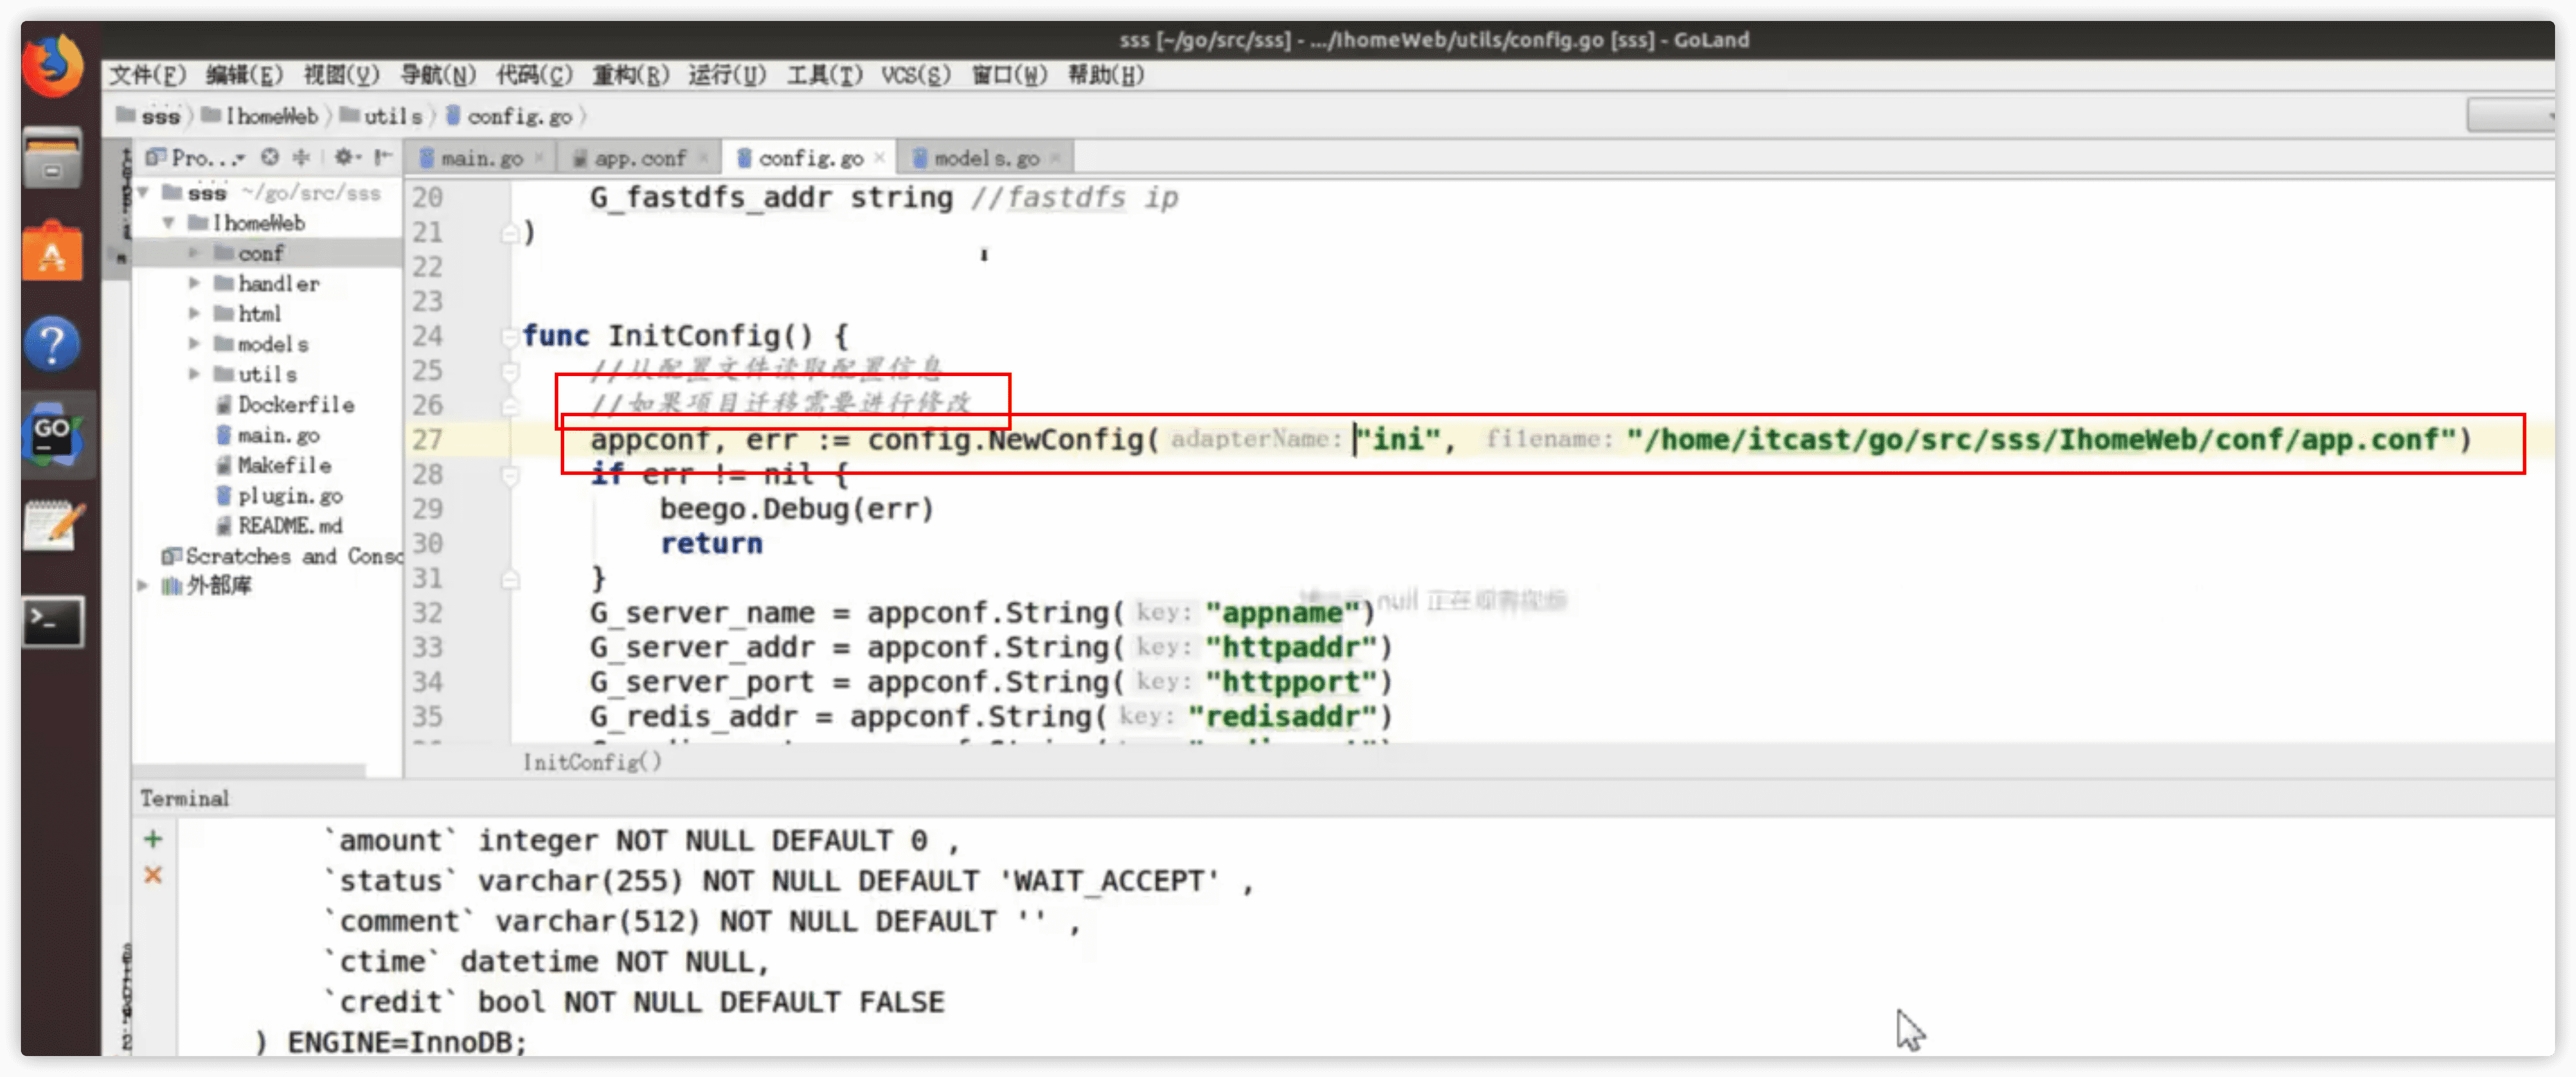 sss [~/go/src/sss] - .../IhomeWeb/utils/config.go [sss] - GoLand
文件(F) 编辑(E) 视图(V) 导航(N) 代码(C) 重构(R) 运行(U) 工具(T) VCS(S) 窗口(W) 帮助(H)
sss IhomeWeb utils config.go
Pro...
main.go app.conf config.go models.go
sss ~/go/src/sss
IhomeWeb
conf
handler
html
models
utils
Dockerfile
main.go
Makefile
plugin.go
README.md
Scratches and Conso
外部库
20 G_fastdfs_addr string //fastdfs ip
21 )
22
23
24 func InitConfig() {
25 //从配置文件读取配置信息
26 //如果项目迁移需要进行修改
27 appconf, err := config.NewConfig( adapterName: "ini", filename: "/home/itcast/go/src/sss/IhomeWeb/conf/app.conf")
28 if err != nil {
29 beego.Debug(err)
30 return
31 }
null 正在观看视频
32 G_server_name = appconf.String( key: "appname")
33 G_server_addr = appconf.String( key: "httpaddr")
34 G_server_port = appconf.String( key: "httpport")
35 G_redis_addr = appconf.String( key: "redisaddr")
InitConfig()
Terminal
`amount` integer NOT NULL DEFAULT 0 ,
`status` varchar(255) NOT NULL DEFAULT 'WAIT_ACCEPT' ,
`comment` varchar(512) NOT NULL DEFAULT '' ,
`ctime` datetime NOT NULL,
`credit` bool NOT NULL DEFAULT FALSE
) ENGINE=InnoDB;